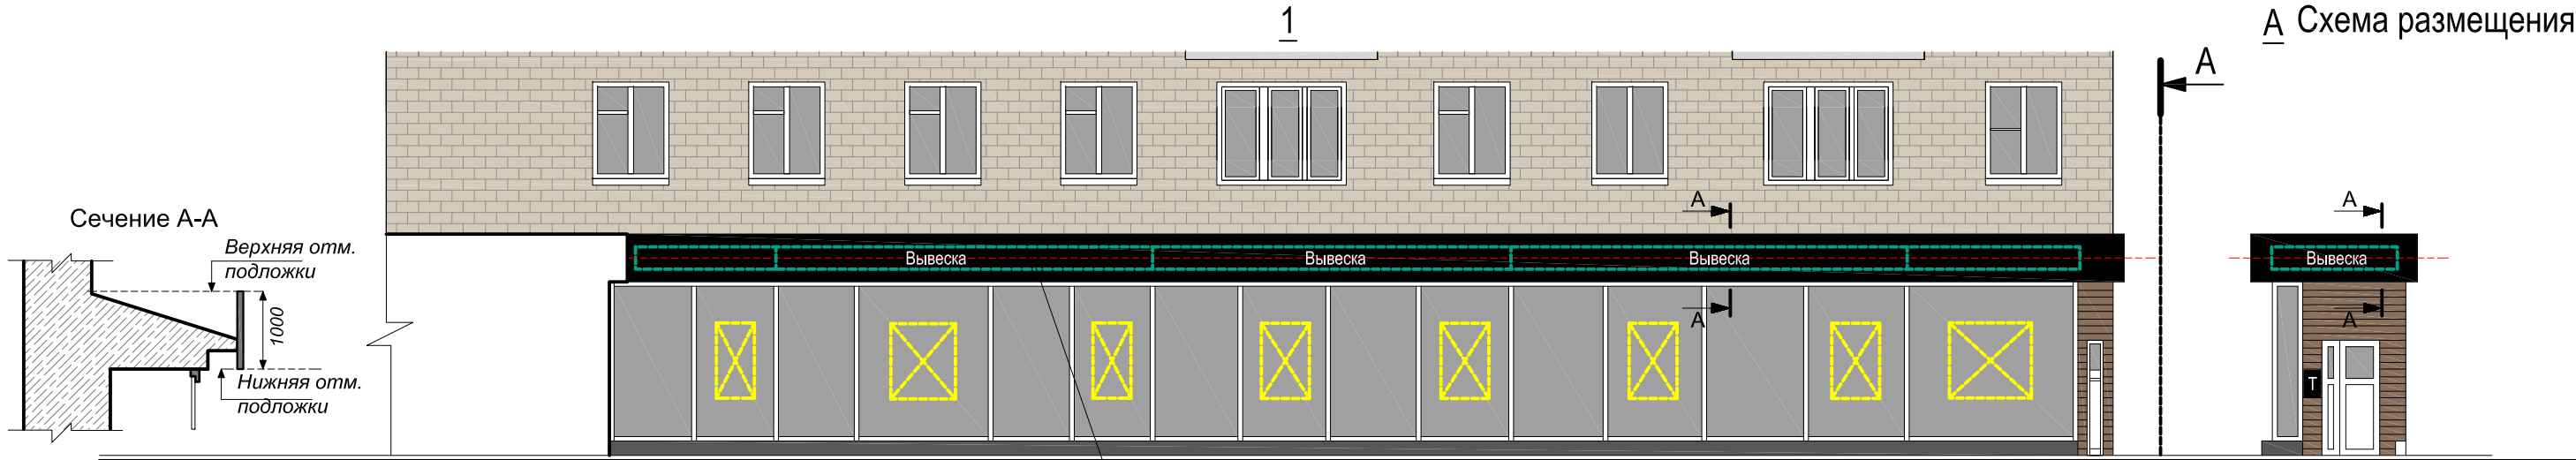 1
А Схема размещения
А
Сечение А-А
Верхняя отм.
подложки
1000
Нижняя отм.
подложки
А
А
Вывеска
Вывеска
Вывеска
Вывеска
А
А
Т